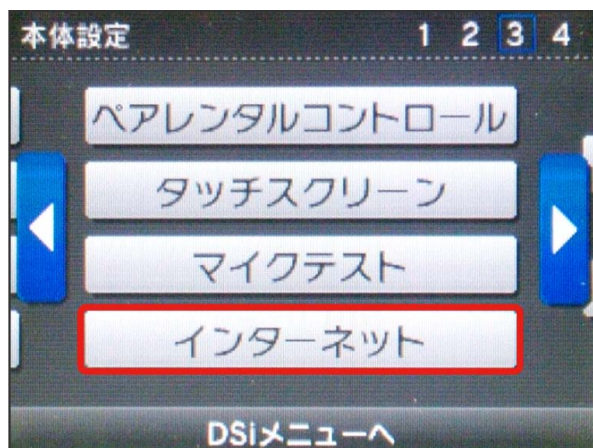 本体設定 1 2 3 4
ペアレンタルコントロール
タッチスクリーン
マイクテスト
インターネット
DSiメニューへ